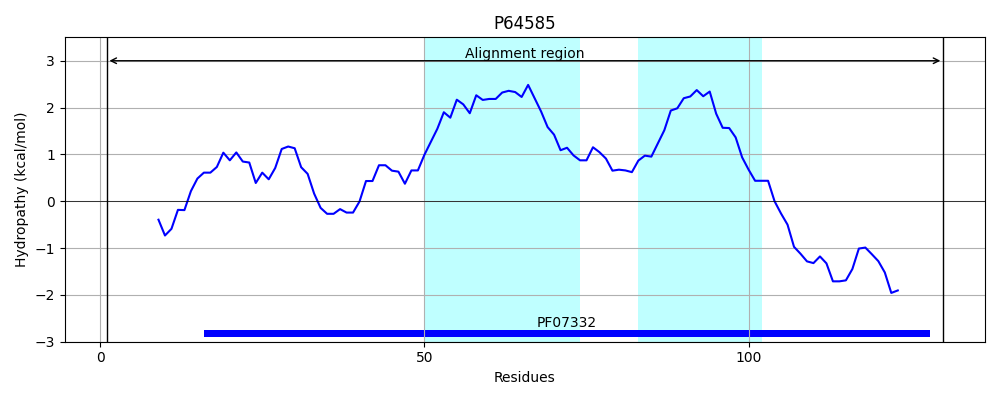 P64585
Alignment region
3
2
1
0
−1
−2
−3
Hydropathy (kcal/mol)
PF07332
0
50
100
Residues